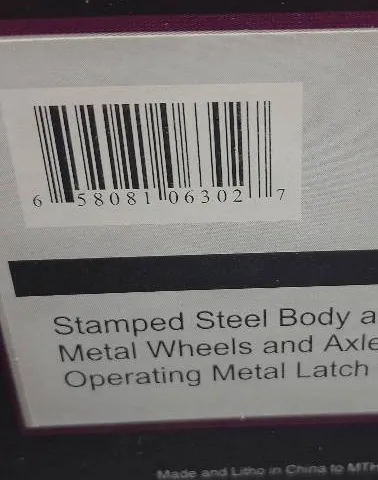 6 58081 06302 7
Stamped Steel Body a
Metal Wheels and Axle
Operating Metal Latch
Made and Litho in China to MTH